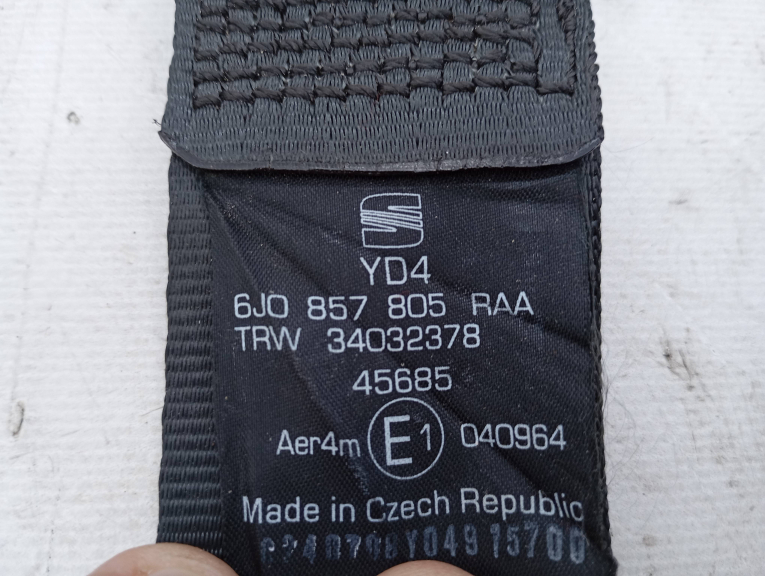 YD4
6J0 857 805 RAA
TRW 34032378
45685
Aer4m E1 040964
Made in Czech Republic